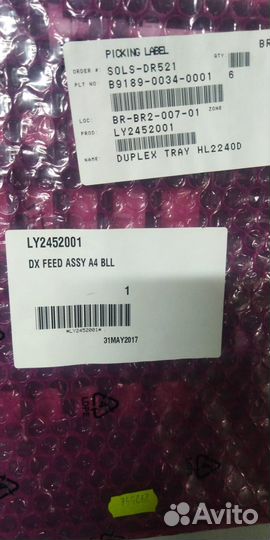 PICKING LABEL
BR
ORDER #: SOLS-DR521 QTY
PLT NO: B9189-0034-0001 6
LOC: BR-BR2-007-01 ZONE
PROD: LY2452001
NAME: DUPLEX TRAY HL2240D
LY2452001
DX FEED ASSY A4 BLL
1
*LY2452001*
31MAY2017
Avito